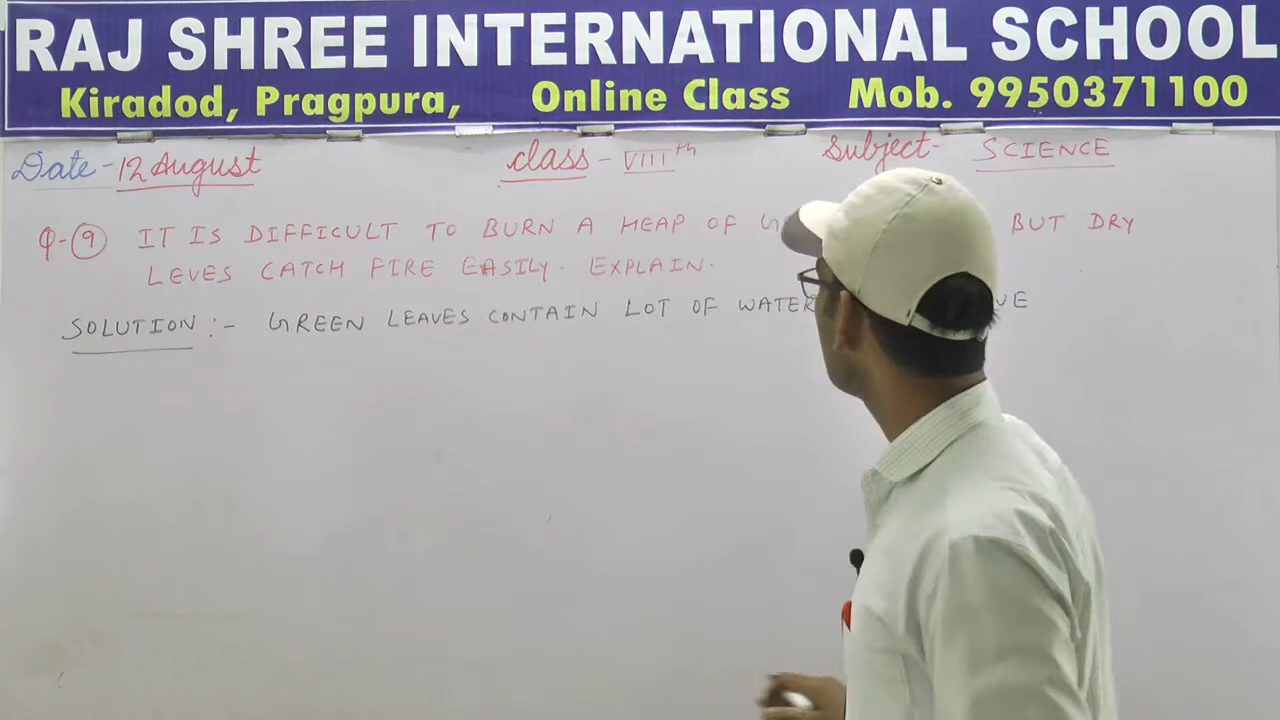 RAJ SHREE INTERNATIONAL SCHOOL
Kiradod, Pragpura, Online Class Mob. 9950371100
Date - 12 August class - VIIIth Subject - SCIENCE
Q-9 IT IS DIFFICULT TO BURN A HEAP OF BUT DRY
LEVES CATCH FIRE EASILY. EXPLAIN.
SOLUTION :- GREEN LEAVES CONTAIN LOT OF WATER